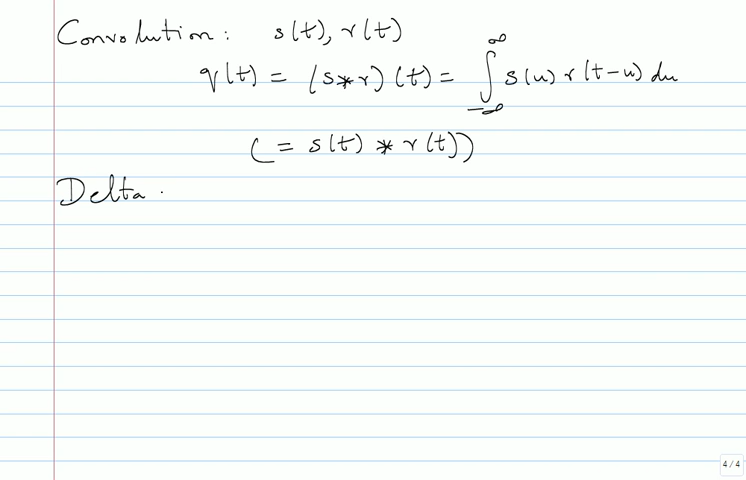 Convolution: s(t), r(t)
q(t) = (s*r)(t) = ∫_{-∞}^{∞} s(u) r(t-u) du
(= s(t) * r(t))
Delta .
4/4